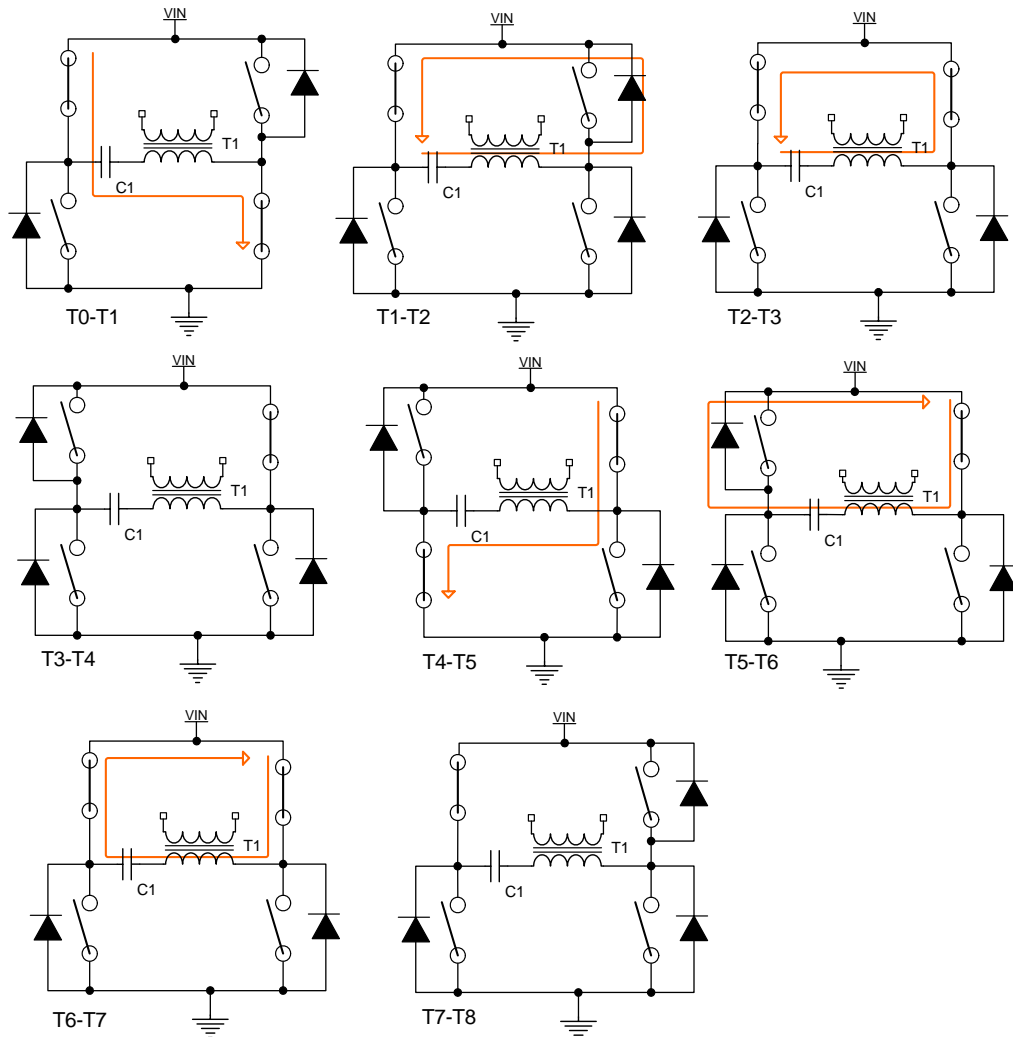 VIN
T1
C1
T0-T1
VIN
T1
C1
T1-T2
VIN
T1
C1
T2-T3
VIN
T1
C1
T3-T4
VIN
T1
C1
T4-T5
VIN
T1
C1
T5-T6
VIN
T1
C1
T6-T7
VIN
T1
C1
T7-T8